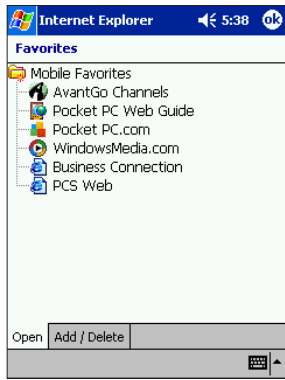 Internet Explorer 5:38 ok
Favorites
Mobile Favorites
AvantGo Channels
Pocket PC Web Guide
Pocket PC.com
WindowsMedia.com
Business Connection
PCS Web
Open Add / Delete